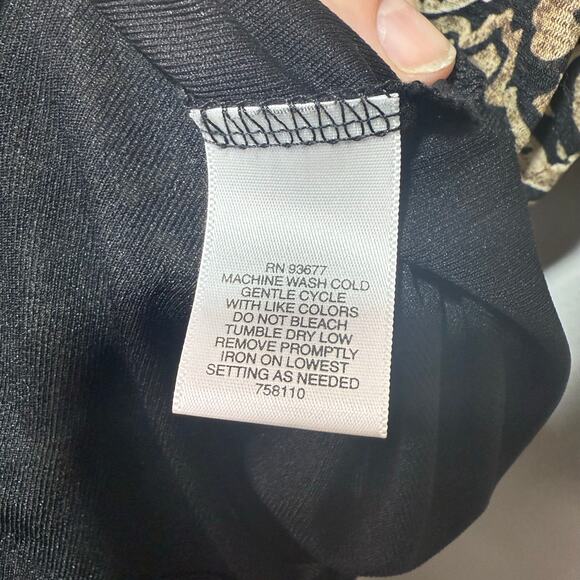 RN 93677
MACHINE WASH COLD
GENTLE CYCLE
WITH LIKE COLORS
DO NOT BLEACH
TUMBLE DRY LOW
REMOVE PROMPTLY
IRON ON LOWEST
SETTING AS NEEDED
758110